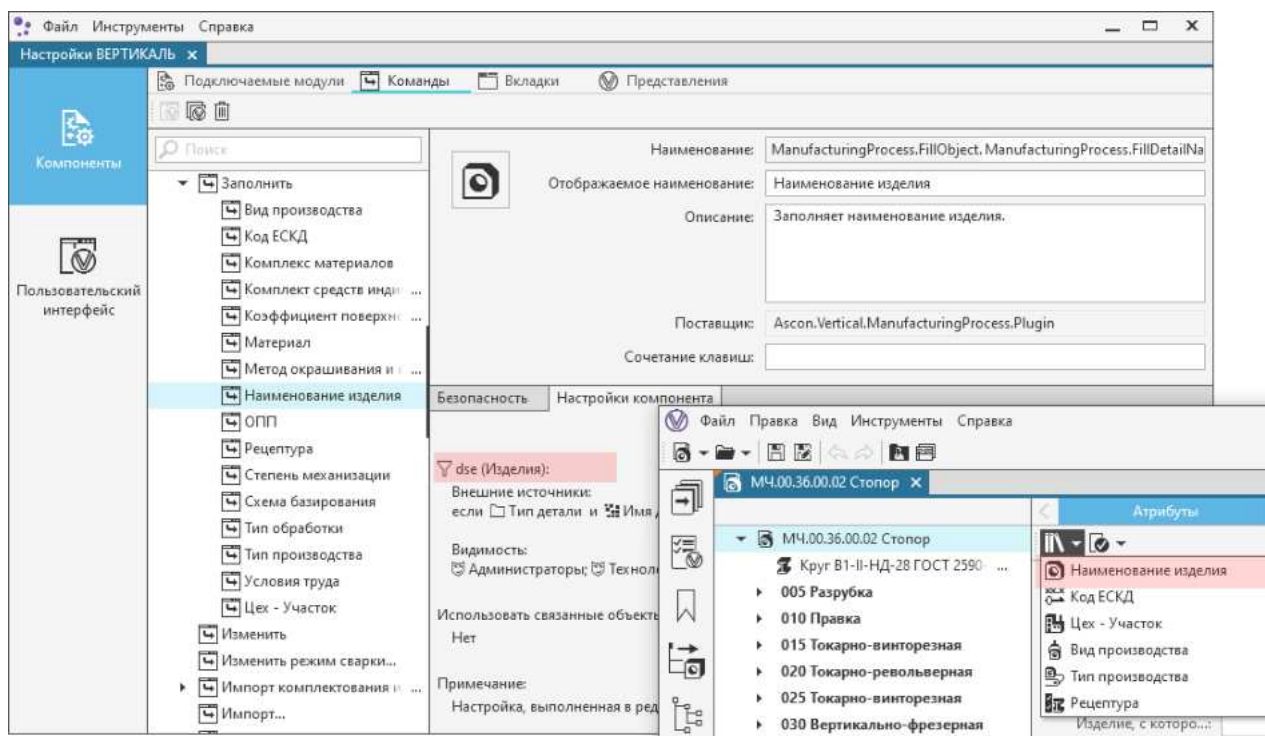 Файл Инструменты Справка
Настройки ВЕРТИКАЛЬ
Подключаемые модули Команды Вкладки Представления
Компоненты
Пользовательский
интерфейс
Поиск
Заполнить
Вид производства
Код ЕСКД
Комплекс материалов
Комплект средств инди ...
Коэффициент поверхно ...
Материал
Метод окрашивания и ...
Наименование изделия
ОПП
Рецептура
Степень механизации
Схема базирования
Тип обработки
Тип производства
Условия труда
Цех - Участок
Изменить
Изменить режим сварки...
Импорт комплектования и ...
Импорт...
Наименование: ManufacturingProcess.FillObject. ManufacturingProcess.FillDetailNa
Отображаемое наименование: Наименование изделия
Описание: Заполняет наименование изделия.
Поставщик: Ascon.Vertical.ManufacturingProcess.Plugin
Сочетание клавиш:
Безопасность Настройки компонента
dse (Изделия):
Внешние источники:
если Тип детали и Имя
Видимость:
Администраторы; Техноло
Использовать связанные объекты
Нет
Примечание:
Настройка, выполненная в ред
Файл Правка Вид Инструменты Справка
МЧ.00.36.00.02 Стопор
Атрибуты
МЧ.00.36.00.02 Стопор
Круг В1-II-НД-28 ГОСТ 2590- ...
005 Разрубка
010 Правка
015 Токарно-винторезная
020 Токарно-револьверная
025 Токарно-винторезная
030 Вертикально-фрезерная
Наименование изделия
Код ЕСКД
Цех - Участок
Вид производства
Тип производства
Рецептура
Изделие, с которо...: